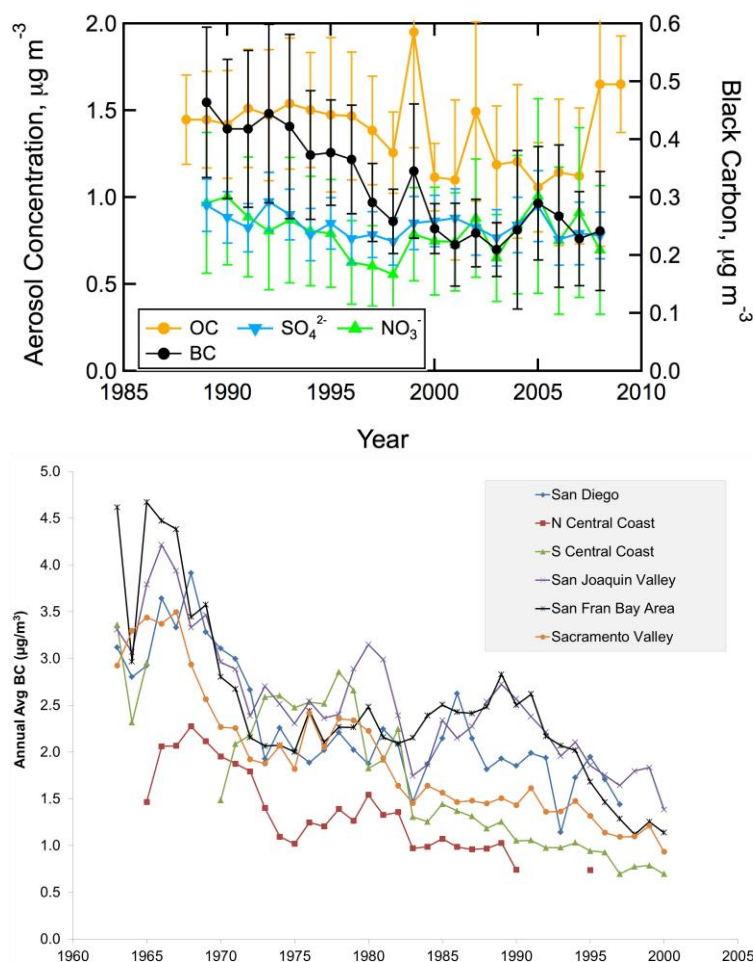 Aerosol Concentration, μg m⁻³
2.0
1.5
1.0
0.5
0.0
0.6
0.5
0.4
0.3
0.2
0.1
0.0
Black Carbon, μg m⁻³
OC SO₄²⁻ NO₃⁻
BC
1985 1990 1995 2000 2005 2010
Year
Annual Avg BC (μg/m³)
5.0
4.5
4.0
3.5
3.0
2.5
2.0
1.5
1.0
0.5
0.0
San Diego
N Central Coast
S Central Coast
San Joaquin Valley
San Fran Bay Area
Sacramento Valley
1960 1965 1970 1975 1980 1985 1990 1995 2000 2005